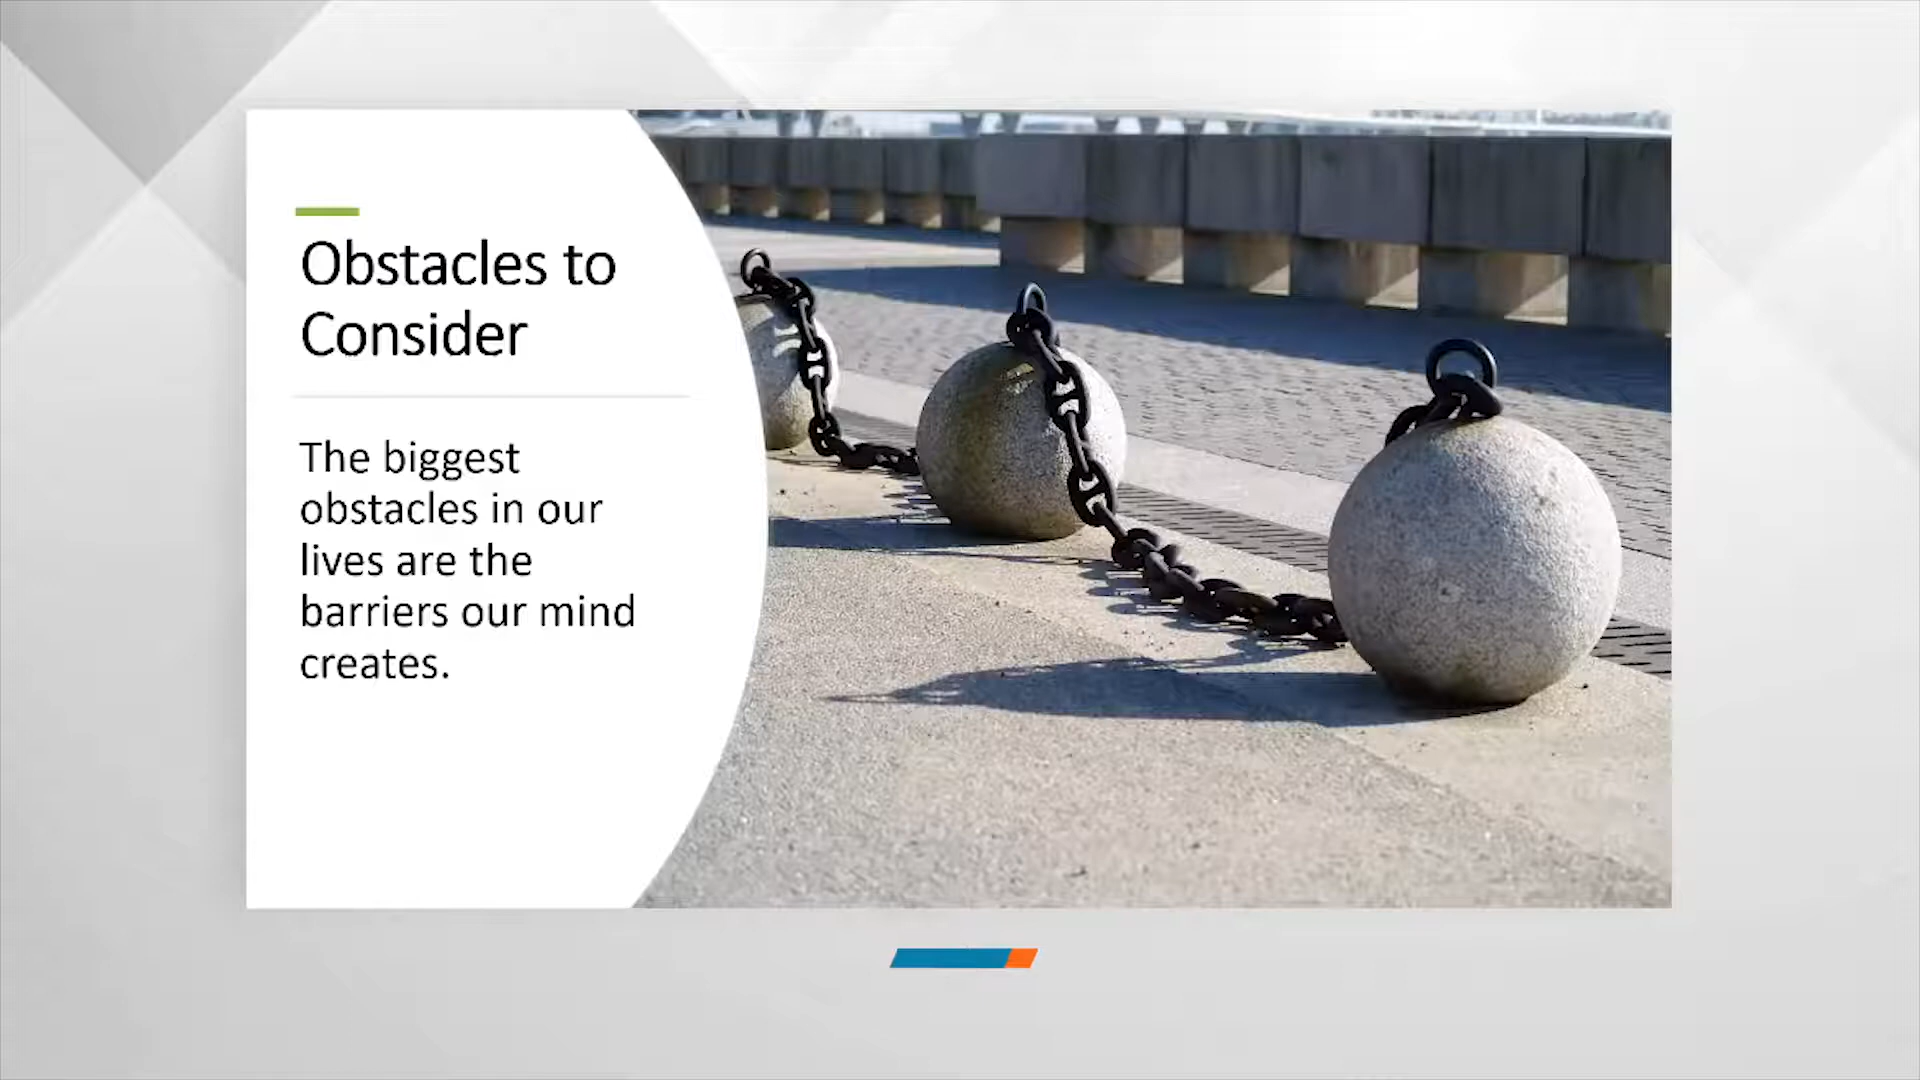 Obstacles to
Consider
The biggest
obstacles in our
lives are the
barriers our mind
creates.